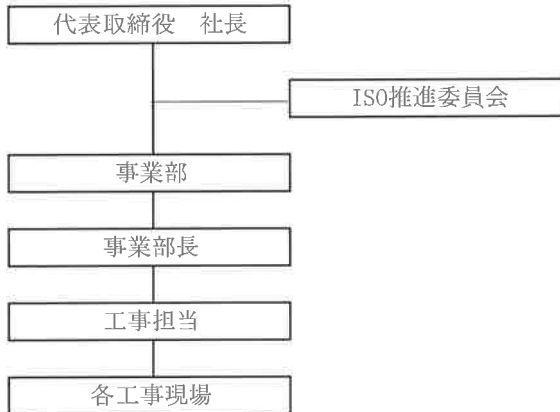 代表取締役　社長
ISO推進委員会
事業部
事業部長
工事担当
各工事現場